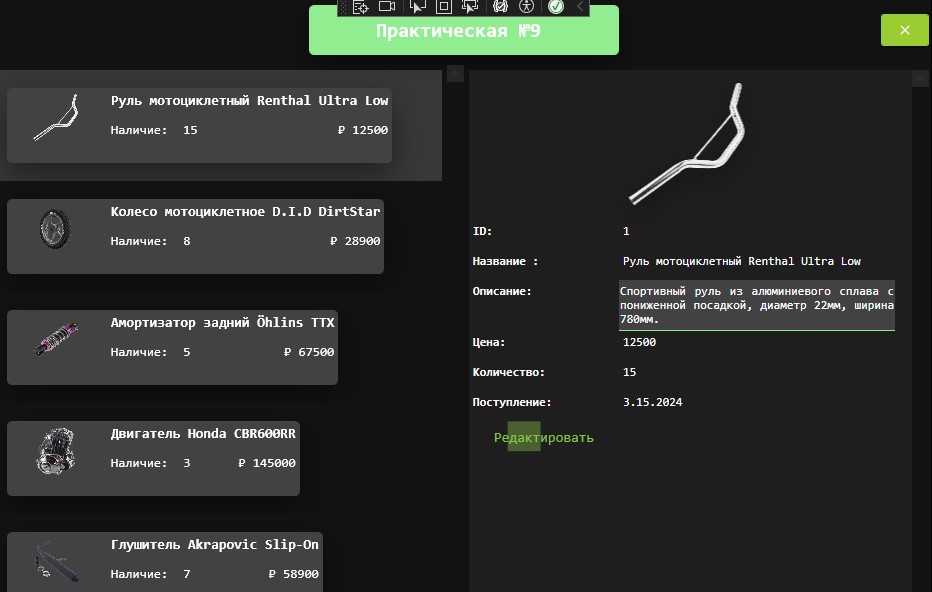 Практическая №9
Руль мотоциклетный Renthal Ultra Low
Наличие: 15 ₽ 12500
Колесо мотоциклетное D.I.D DirtStar
Наличие: 8 ₽ 28900
Амортизатор задний Öhlins TTX
Наличие: 5 ₽ 67500
Двигатель Honda CBR600RR
Наличие: 3 ₽ 145000
Глушитель Akrapovic Slip-On
Наличие: 7 ₽ 58900
ID: 1
Название : Руль мотоциклетный Renthal Ultra Low
Описание: Спортивный руль из алюминиевого сплава с
пониженной посадкой, диаметр 22мм, ширина
780мм.
Цена: 12500
Количество: 15
Поступление: 3.15.2024
Редактировать